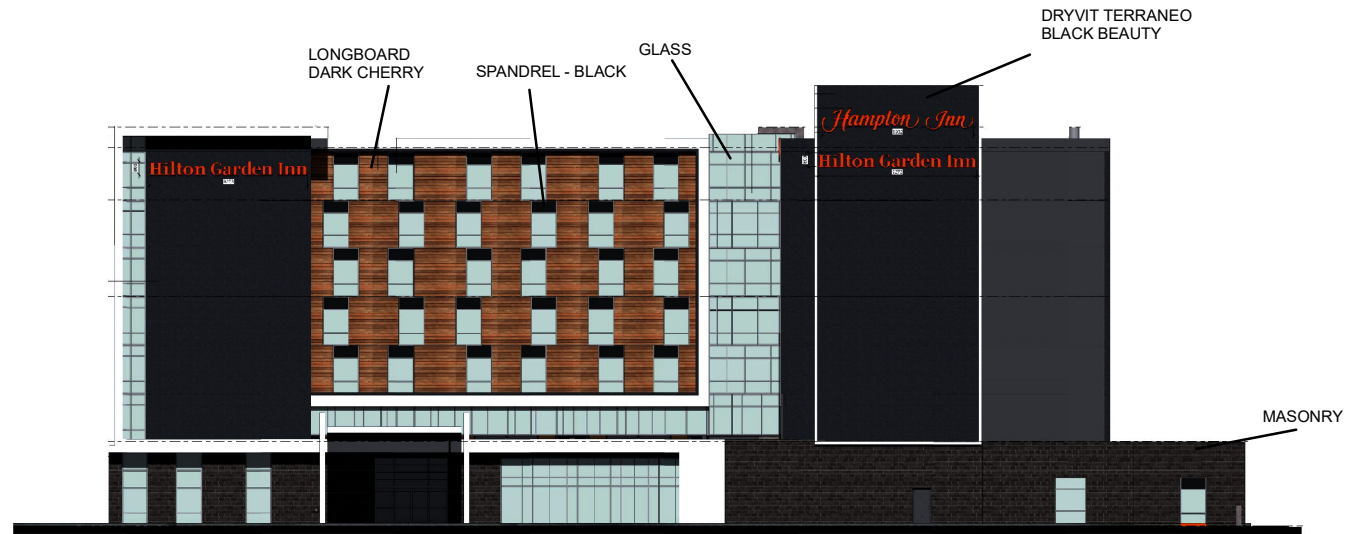 DRYVIT TERRANEO
BLACK BEAUTY
LONGBOARD
DARK CHERRY
SPANDREL - BLACK
GLASS
Hampton Inn
Hilton Garden Inn
Hilton Garden Inn
MASONRY